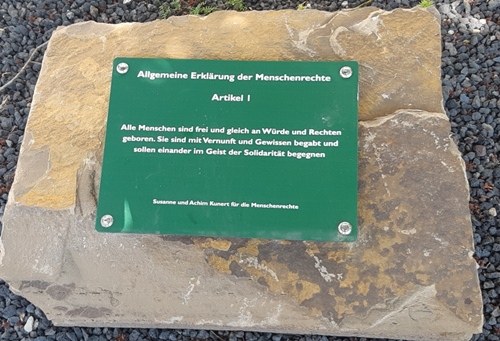 Allgemeine Erklärung der Menschenrechte
Artikel 1
Alle Menschen sind frei und gleich an Würde und Rechten
geboren. Sie sind mit Vernunft und Gewissen begabt und
sollen einander im Geist der Solidarität begegnen
Susanne und Achim Kunert für die Menschenrechte